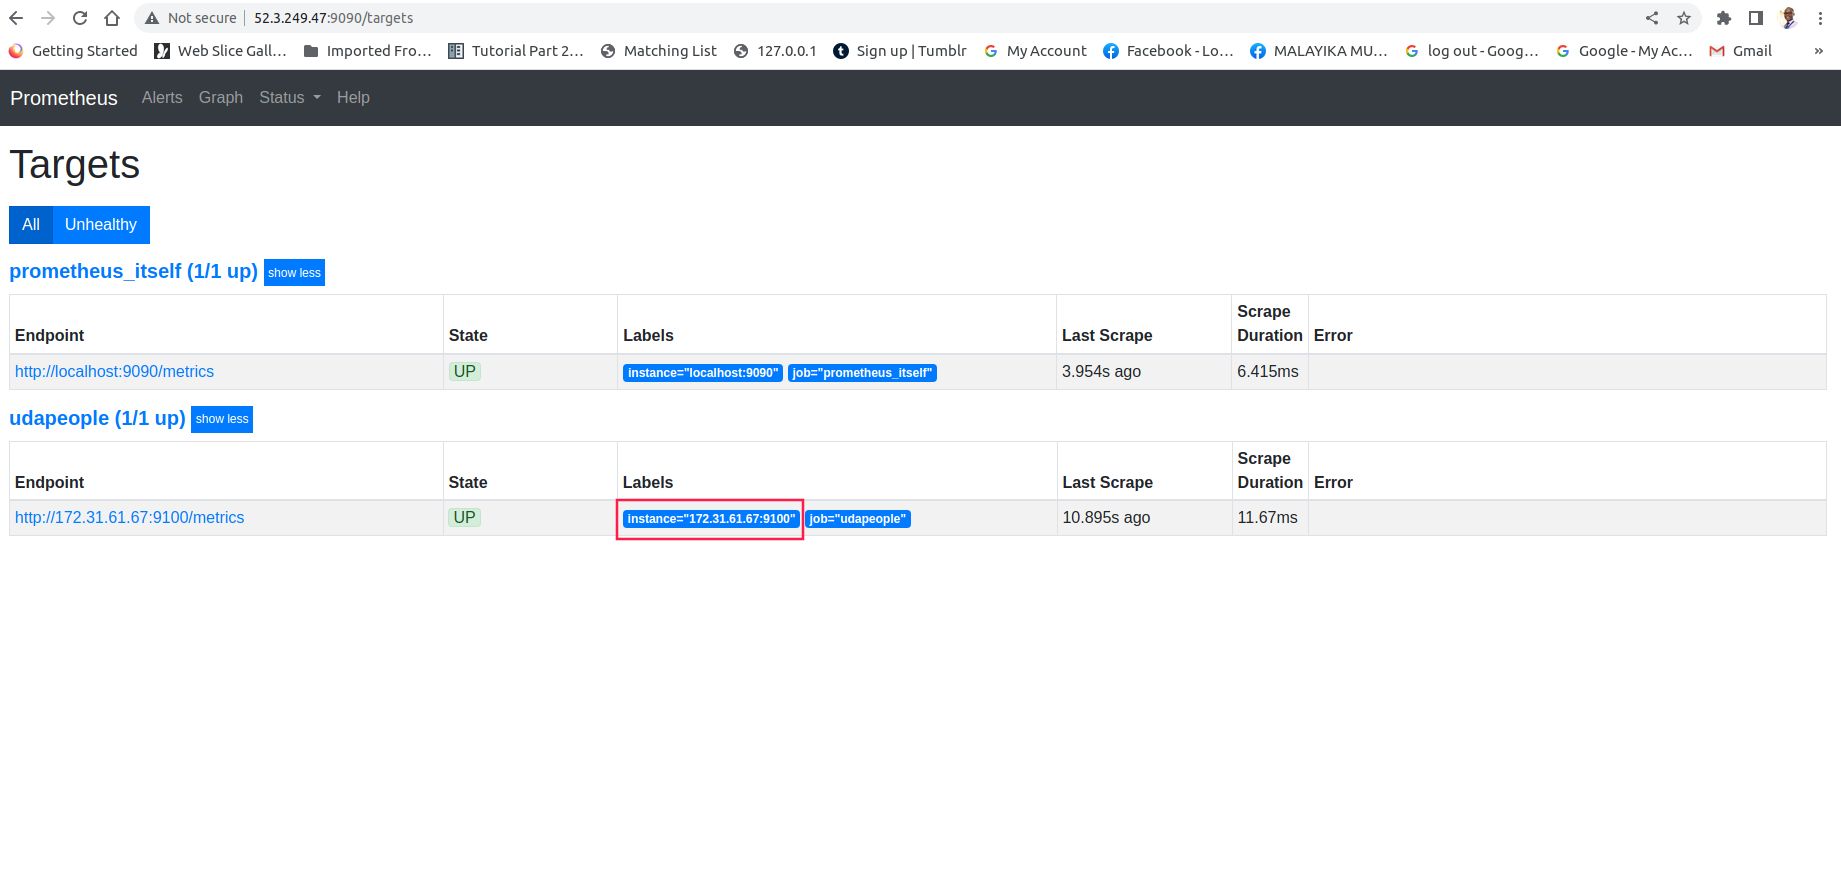 Not secure 52.3.249.47:9090/targets
Getting Started Web Slice Gall... Imported Fro... Tutorial Part 2... Matching List 127.0.0.1 Sign up | Tumblr My Account Facebook - Lo... MALAYIKA MU... log out - Goog... Google - My Ac... Gmail »
Prometheus Alerts Graph Status Help
Targets
All Unhealthy
prometheus_itself (1/1 up) show less
Endpoint State Labels Last Scrape Scrape Duration Error
http://localhost:9090/metrics UP instance="localhost:9090" job="prometheus_itself" 3.954s ago 6.415ms
udapeople (1/1 up) show less
Endpoint State Labels Last Scrape Scrape Duration Error
http://172.31.61.67:9100/metrics UP instance="172.31.61.67:9100" job="udapeople" 10.895s ago 11.67ms